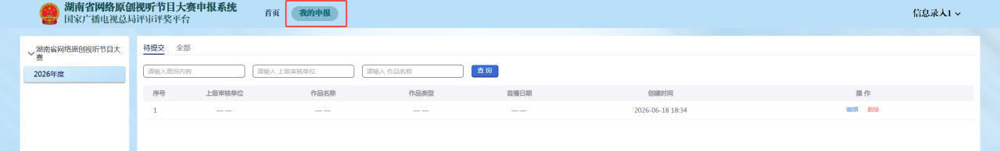 湖南省网络原创视听节目大赛申报系统
国家广播电视总局评审评奖平台
首页 我的申报 信息录入1
湖南省网络原创视听节目大
赛
2026年度
待提交 全部
请输入查询内容 请输入 上级审核单位 请输入 作品名称 查 询
序号 上级审核单位 作品名称 作品类型 首播日期 创建时间 操 作
1 — — — — — — — — 2026-06-18 18:34 编辑 删除